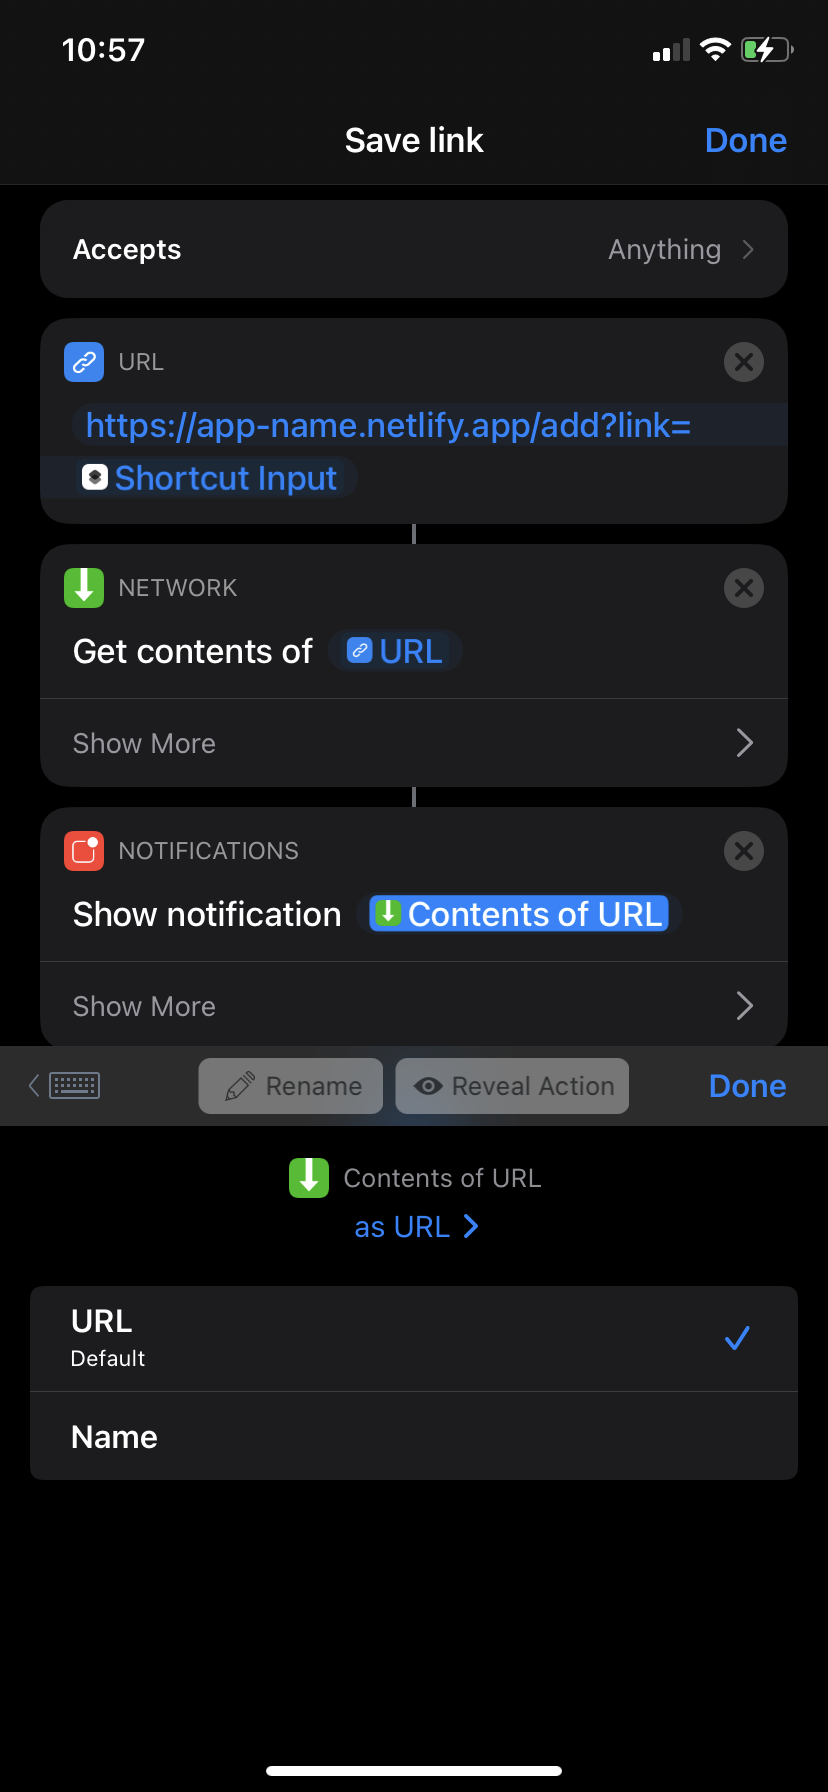 10:57
Save link
Done
Accepts
Anything
URL
https://app-name.netlify.app/add?link=
Shortcut Input
NETWORK
Get contents of URL
Show More
NOTIFICATIONS
Show notification Contents of URL
Show More
Rename
Reveal Action
Done
Contents of URL
as URL
URL
Default
Name